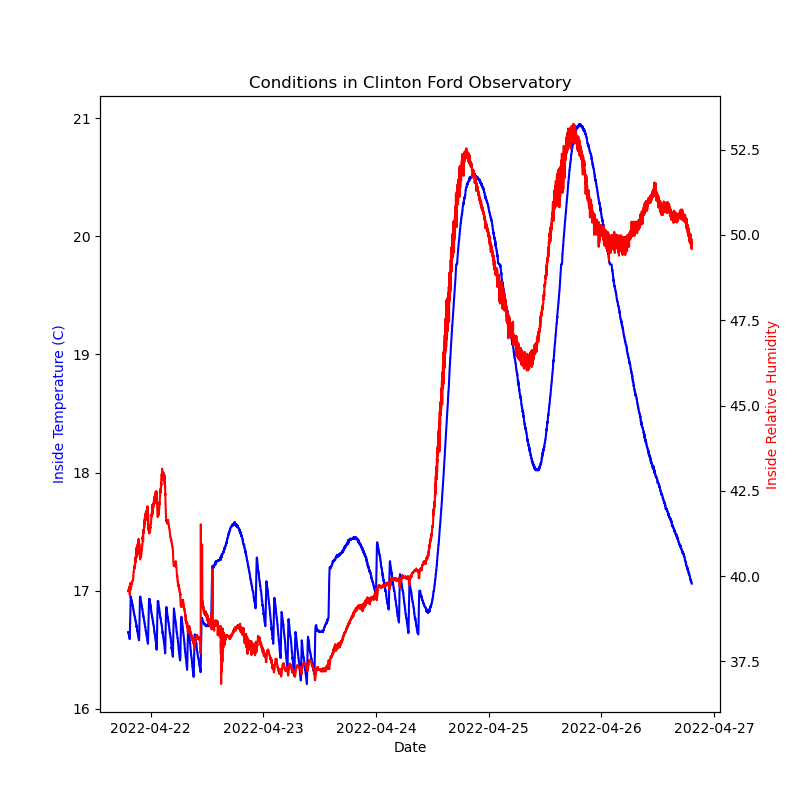 Conditions in Clinton Ford Observatory
21
20
19
18
17
16
Inside Temperature (C)
52.5
50.0
47.5
45.0
42.5
40.0
37.5
Inside Relative Humidity
2022-04-22 2022-04-23 2022-04-24 2022-04-25 2022-04-26 2022-04-27
Date